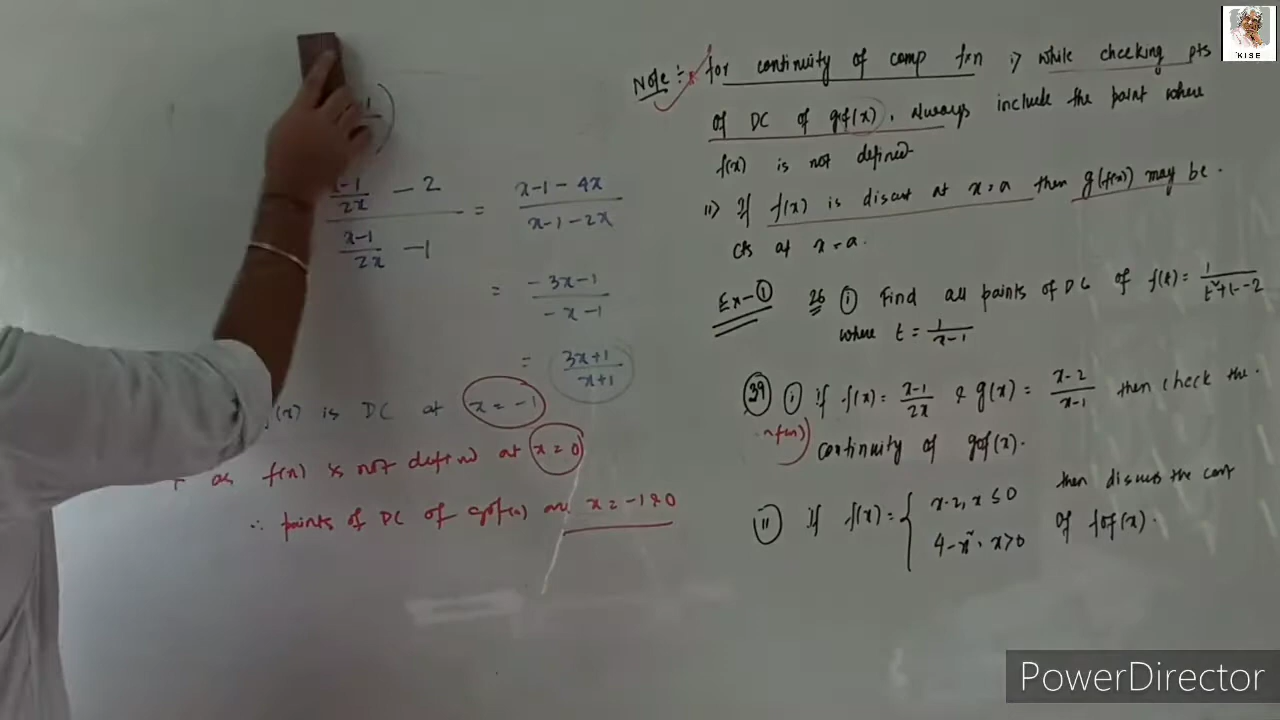 x-1/2x - 2 / x-1/2x - 1 = x-1-4x / x-1-2x
= -3x-1 / -x-1
= 3x+1 / x+1
(x) is DC at x = -1
as f(x) is not defined at x = 0
∴ points of DC of gof(x) are x = -1 & 0
Note :- * for continuity of comp fxn i) while checking pts
of DC of gof(x), always include the point where
f(x) is not defined
ii) If f(x) is discont at x=a then g(f(x)) may be
cts at x=a.
Ex-① 26 ① Find all points of DC of f(t) = 1/t²+t-2
where t = 1/x-1
39 ⓘ if f(x) = x-1/2x & g(x) = x-2/x-1 then check the
continuity of gof(x).
ⓘⓘ If f(x) = { x-2, x ≤ 0 then discuss the cont
4-x², x>0 of fof(x).
KISE
PowerDirector